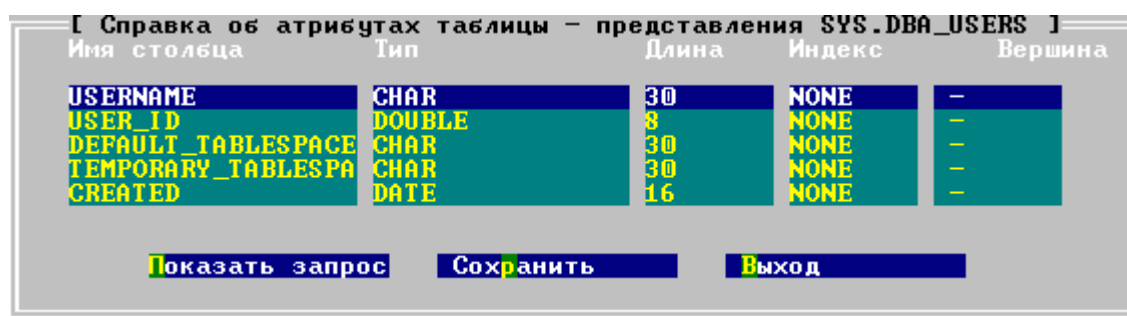 [ Справка об атрибутах таблицы - представления SYS.DBA_USERS ]
Имя столбца Тип Длина Индекс Вершина
USERNAME CHAR 30 NONE -
USER_ID DOUBLE 8 NONE -
DEFAULT_TABLESPACE CHAR 30 NONE -
TEMPORARY_TABLESPA CHAR 30 NONE -
CREATED DATE 16 NONE -
Показать запрос Сохранить Выход